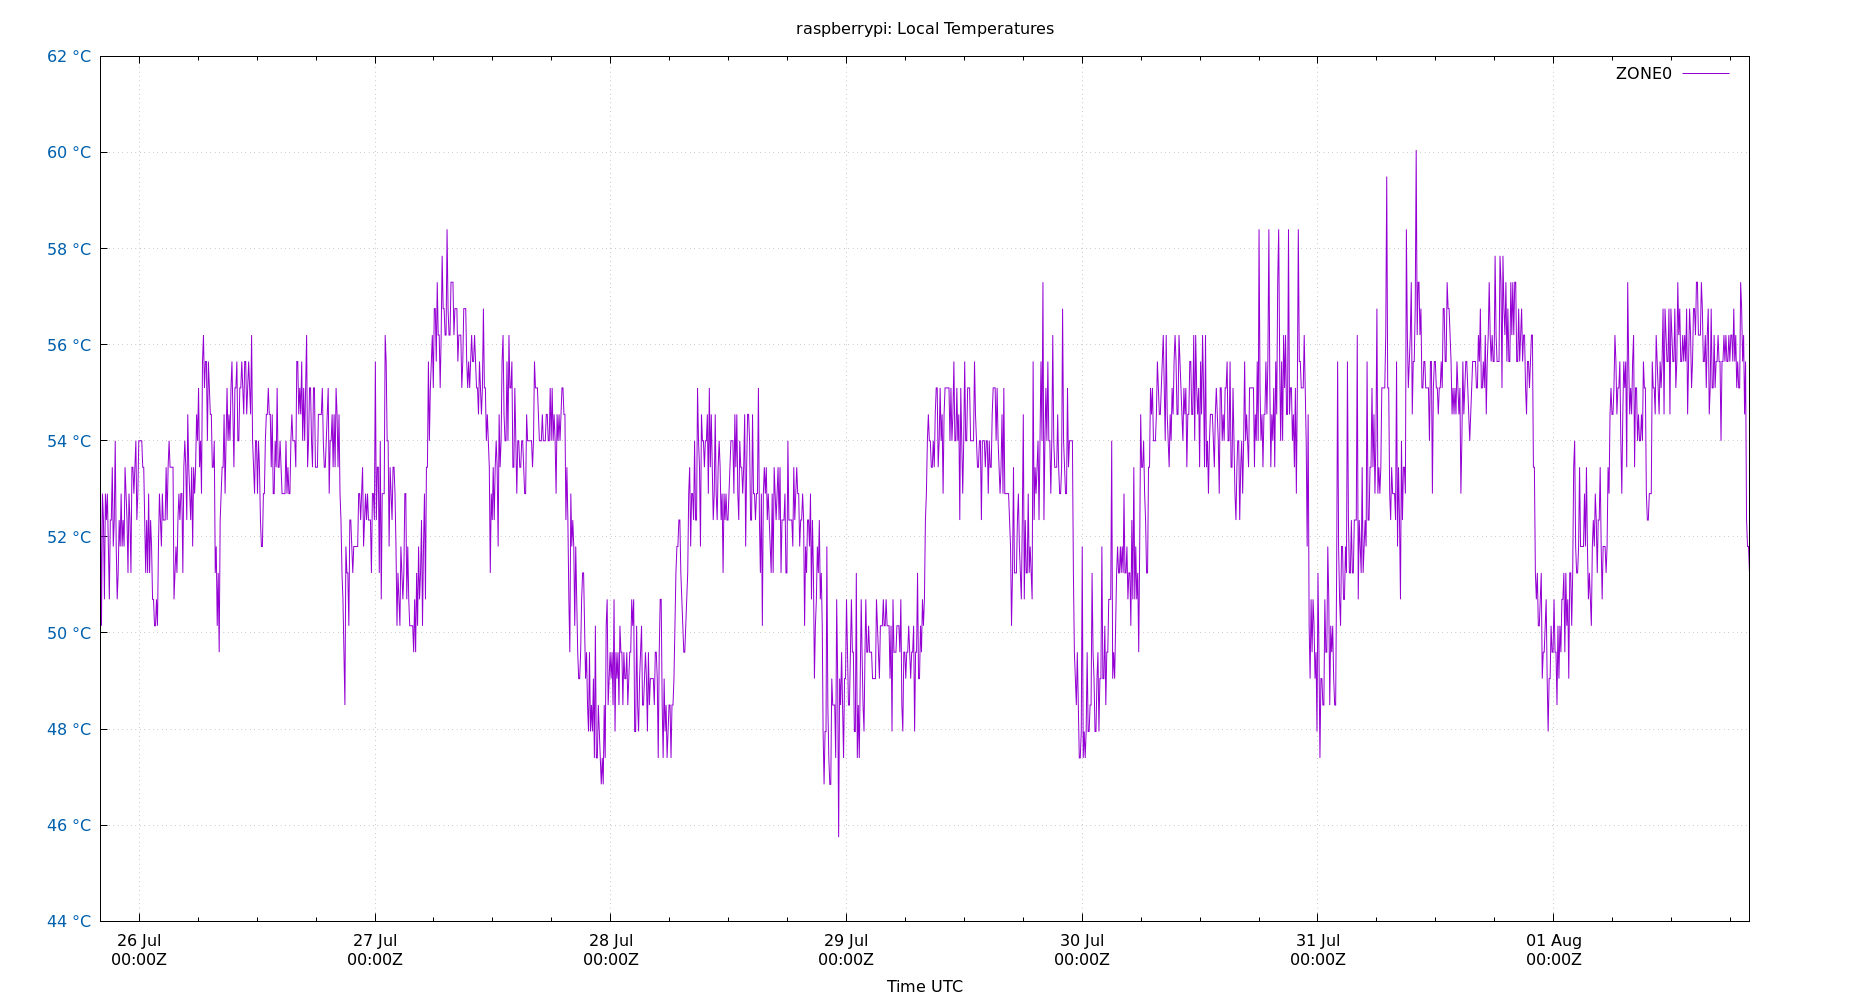 raspberrypi: Local Temperatures
ZONE0
62 °C
60 °C
58 °C
56 °C
54 °C
52 °C
50 °C
48 °C
46 °C
44 °C
26 Jul 27 Jul 28 Jul 29 Jul 30 Jul 31 Jul 01 Aug
00:00Z 00:00Z 00:00Z 00:00Z 00:00Z 00:00Z 00:00Z
Time UTC